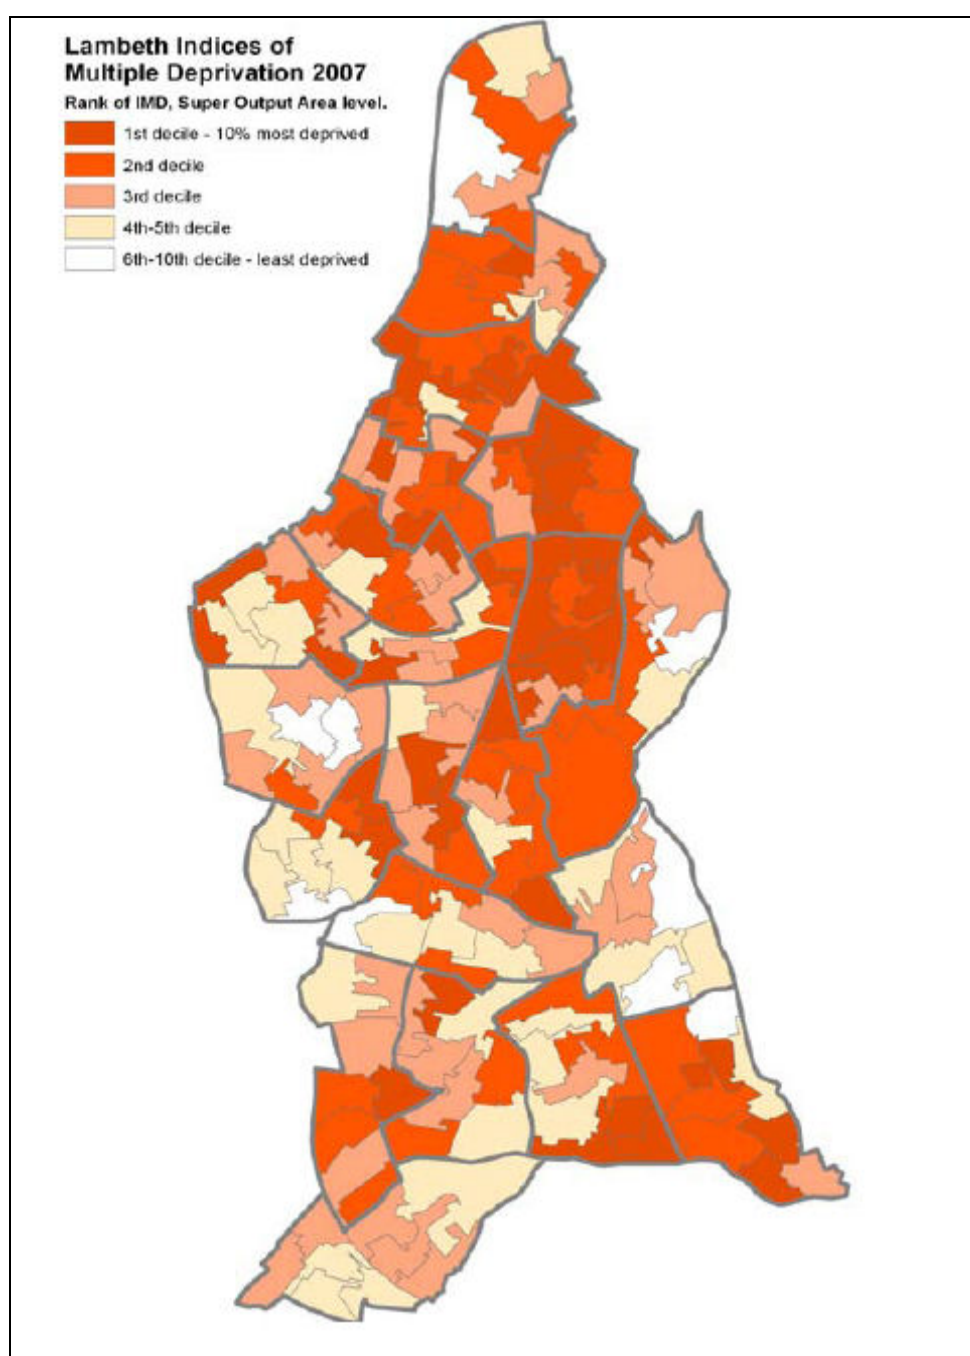 Lambeth Indices of
Multiple Deprivation 2007
Rank of IMD, Super Output Area level.
1st decile - 10% most deprived
2nd decile
3rd decile
4th-5th decile
6th-10th decile - least deprived